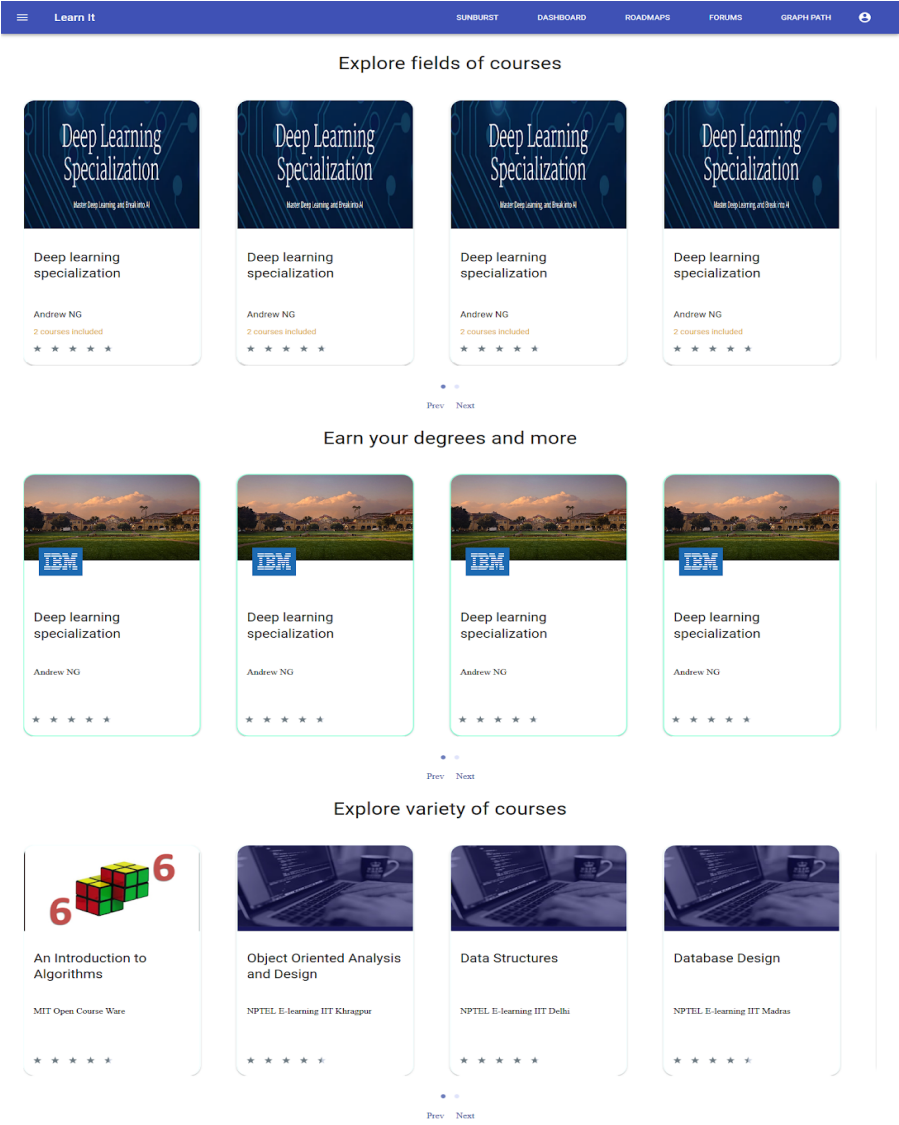 Learn It
SUNBURST DASHBOARD ROADMAPS FORUMS GRAPH PATH
Explore fields of courses
Deep Learning
Specialization
Master Deep Learning, and Break into AI
Deep learning
specialization
Andrew NG
2 courses included
Deep Learning
Specialization
Master Deep Learning, and Break into AI
Deep learning
specialization
Andrew NG
2 courses included
Deep Learning
Specialization
Master Deep Learning, and Break into AI
Deep learning
specialization
Andrew NG
2 courses included
Deep Learning
Specialization
Master Deep Learning, and Break into AI
Deep learning
specialization
Andrew NG
2 courses included
Prev Next
Earn your degrees and more
IBM
Deep learning
specialization
Andrew NG
IBM
Deep learning
specialization
Andrew NG
IBM
Deep learning
specialization
Andrew NG
IBM
Deep learning
specialization
Andrew NG
Prev Next
Explore variety of courses
6 6
An Introduction to
Algorithms
MIT Open Course Ware
Object Oriented Analysis
and Design
NPTEL E-learning IIT Khragpur
Data Structures
NPTEL E-learning IIT Delhi
Database Design
NPTEL E-learning IIT Madras
Prev Next